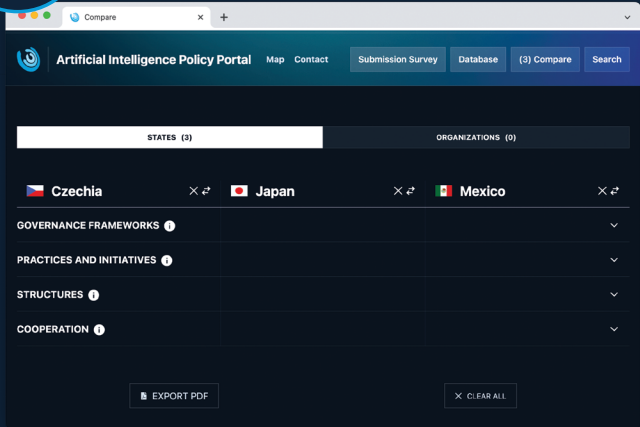 Compare
Artificial Intelligence Policy Portal Map Contact Submission Survey Database (3) Compare Search
STATES (3) ORGANIZATIONS (0)
Czechia Japan Mexico
GOVERNANCE FRAMEWORKS
PRACTICES AND INITIATIVES
STRUCTURES
COOPERATION
EXPORT PDF CLEAR ALL